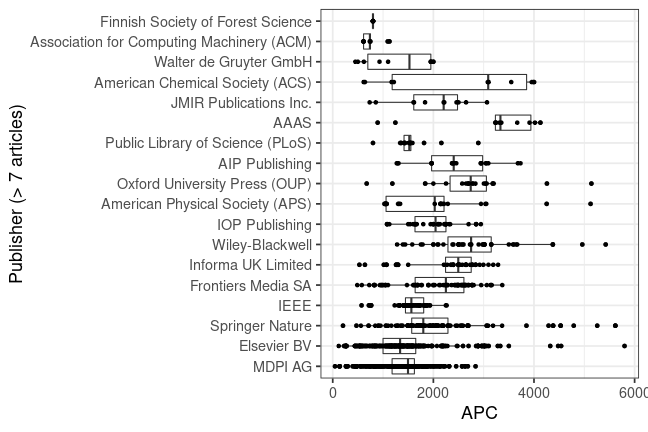 Publisher (> 7 articles)
Finnish Society of Forest Science
Association for Computing Machinery (ACM)
Walter de Gruyter GmbH
American Chemical Society (ACS)
JMIR Publications Inc.
AAAS
Public Library of Science (PLoS)
AIP Publishing
Oxford University Press (OUP)
American Physical Society (APS)
IOP Publishing
Wiley-Blackwell
Informa UK Limited
Frontiers Media SA
IEEE
Springer Nature
Elsevier BV
MDPI AG
0 2000 4000 6000
APC